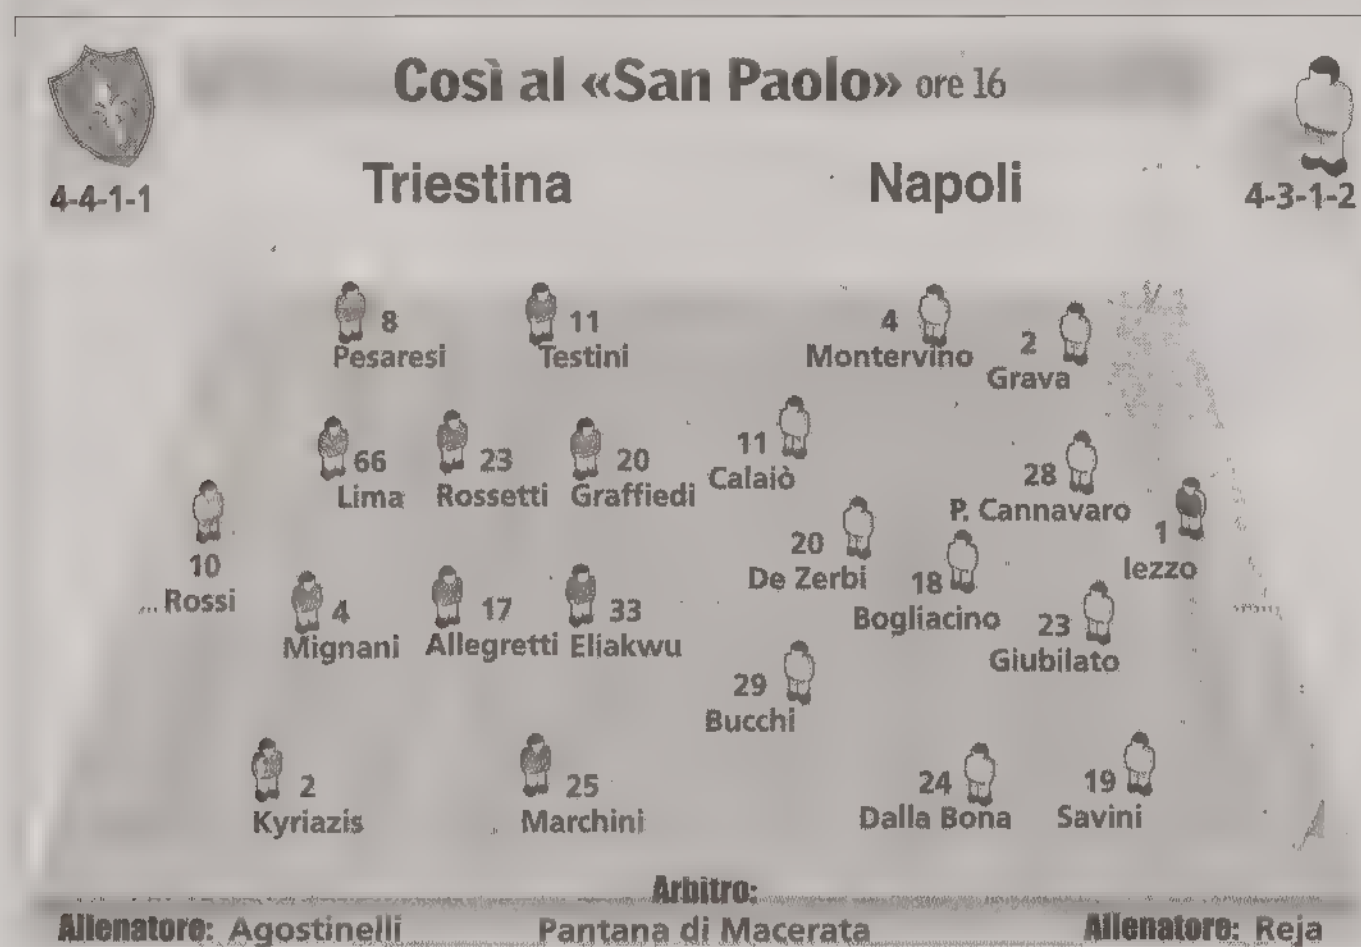 Così al «San Paolo» ore 16
Triestina
Napoli
4-4-1-1
4-3-1-2
8
Pesaresi
11
Testini
4
Montervino
2
Grava
66
Lima
23
Rossetti
20
Graffiedi
11
Calaiò
28
P. Cannavaro
10
Rossi
20
De Zerbi
18
Bogliacino
1
Iezzo
4
Mignani
17
Allegretti
33
Eliakwu
23
Giubilato
29
Bucchi
2
Kyriazis
25
Marchini
24
Dalla Bona
19
Savini
Arbitro:
Allenatore: Agostinelli
Pantana di Macerata
Allenatore: Reja